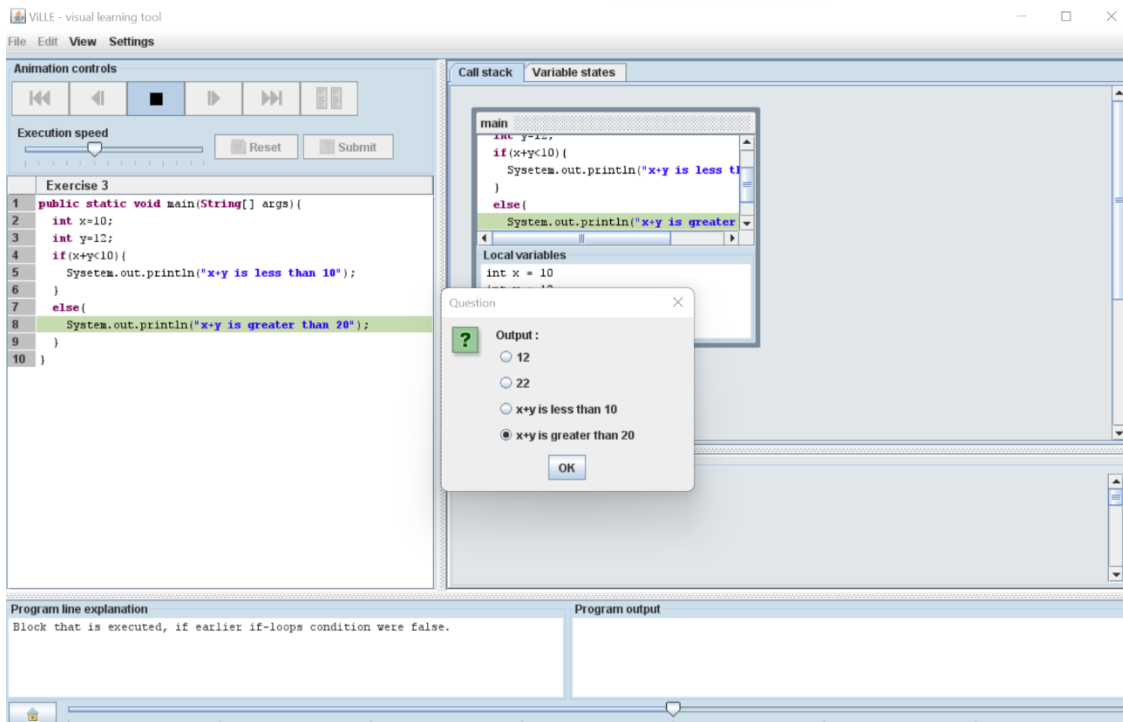 ViLLE - visual learning tool
File Edit View Settings
Animation controls
Execution speed
Reset
Submit
Exercise 3
1 public static void main(String[] args){
2 int x=10;
3 int y=12;
4 if(x+y<10){
5 Sysetem.out.println("x+y is less than 10");
6 }
7 else{
8 System.out.println("x+y is greater than 20");
9 }
10 }
Call stack
Variable states
main
int y=12;
if(x+y<10){
Sysetem.out.println("x+y is less tl
}
else{
System.out.println("x+y is greater
Local variables
int x = 10
Question
?
Output :
12
22
x+y is less than 10
x+y is greater than 20
OK
Program line explanation
Block that is executed, if earlier if-loops condition were false.
Program output